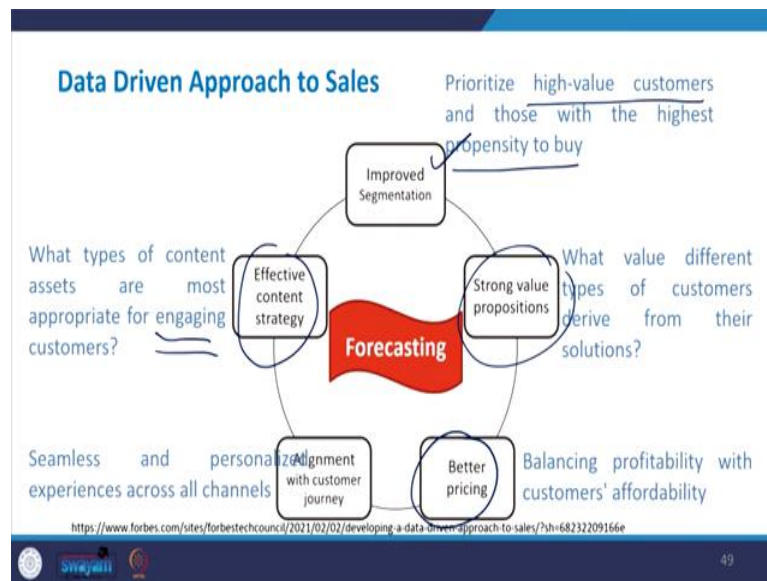 Data Driven Approach to Sales
Prioritize high-value customers
and those with the highest
propensity to buy
Improved
Segmentation
What types of content
assets are most
appropriate for engaging
customers?
Effective
content
strategy
Strong value
propositions
What value different
types of customers
derive from their
solutions?
Forecasting
Seamless and personalized
experiences across all channels
Alignment
with customer
journey
Better
pricing
Balancing profitability with
customers' affordability
https://www.forbes.com/sites/forbestechcouncil/2021/02/02/developing-a-data-driven-approach-to-sales/?sh=68232209166e
swayam
49